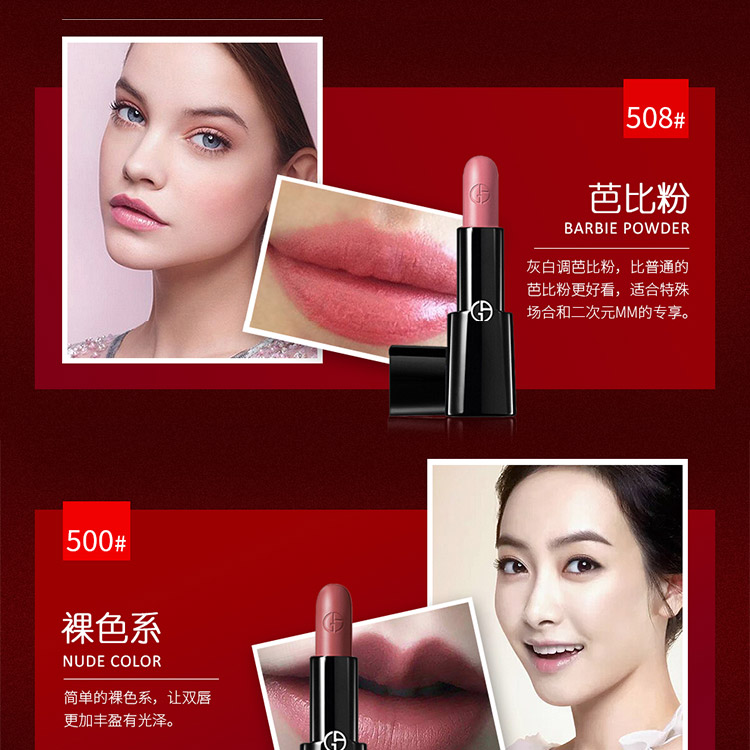 508#
芭比粉
BARBIE POWDER
灰白调芭比粉，比普通的
芭比粉更好看，适合特殊
场合和二次元MM的专享。
500#
裸色系
NUDE COLOR
简单的裸色系，让双唇
更加丰盈有光泽。